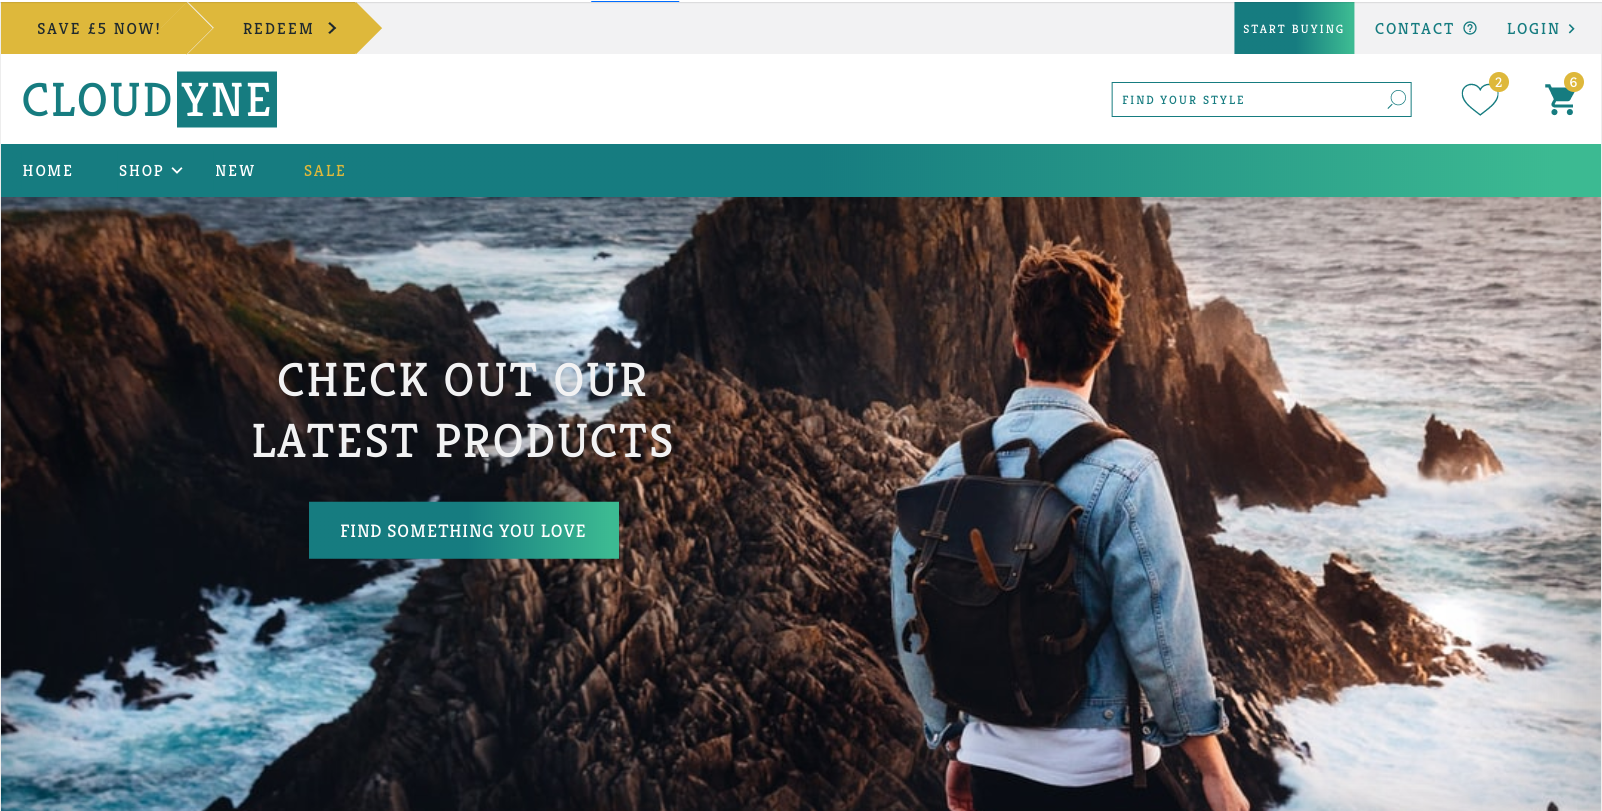 SAVE £5 NOW!
REDEEM
START BUYING
CONTACT
LOGIN
CLOUDYNE
FIND YOUR STYLE
2
6
HOME
SHOP
NEW
SALE
CHECK OUT OUR
LATEST PRODUCTS
FIND SOMETHING YOU LOVE